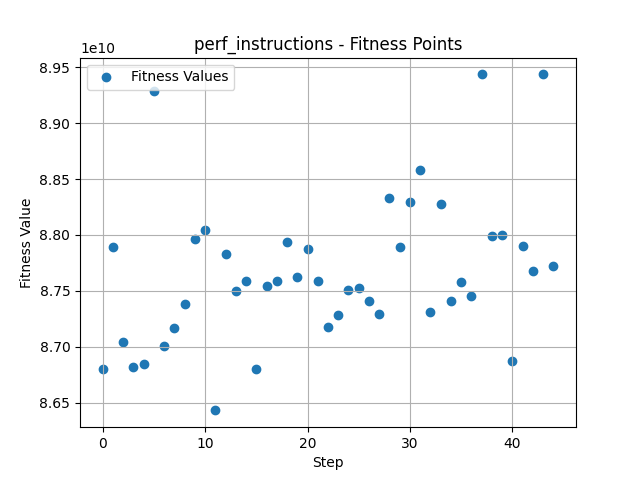 perf_instructions - Fitness Points
1e10
Fitness Values
8.95
8.90
8.85
8.80
8.75
8.70
8.65
Fitness Value
0 10 20 30 40
Step